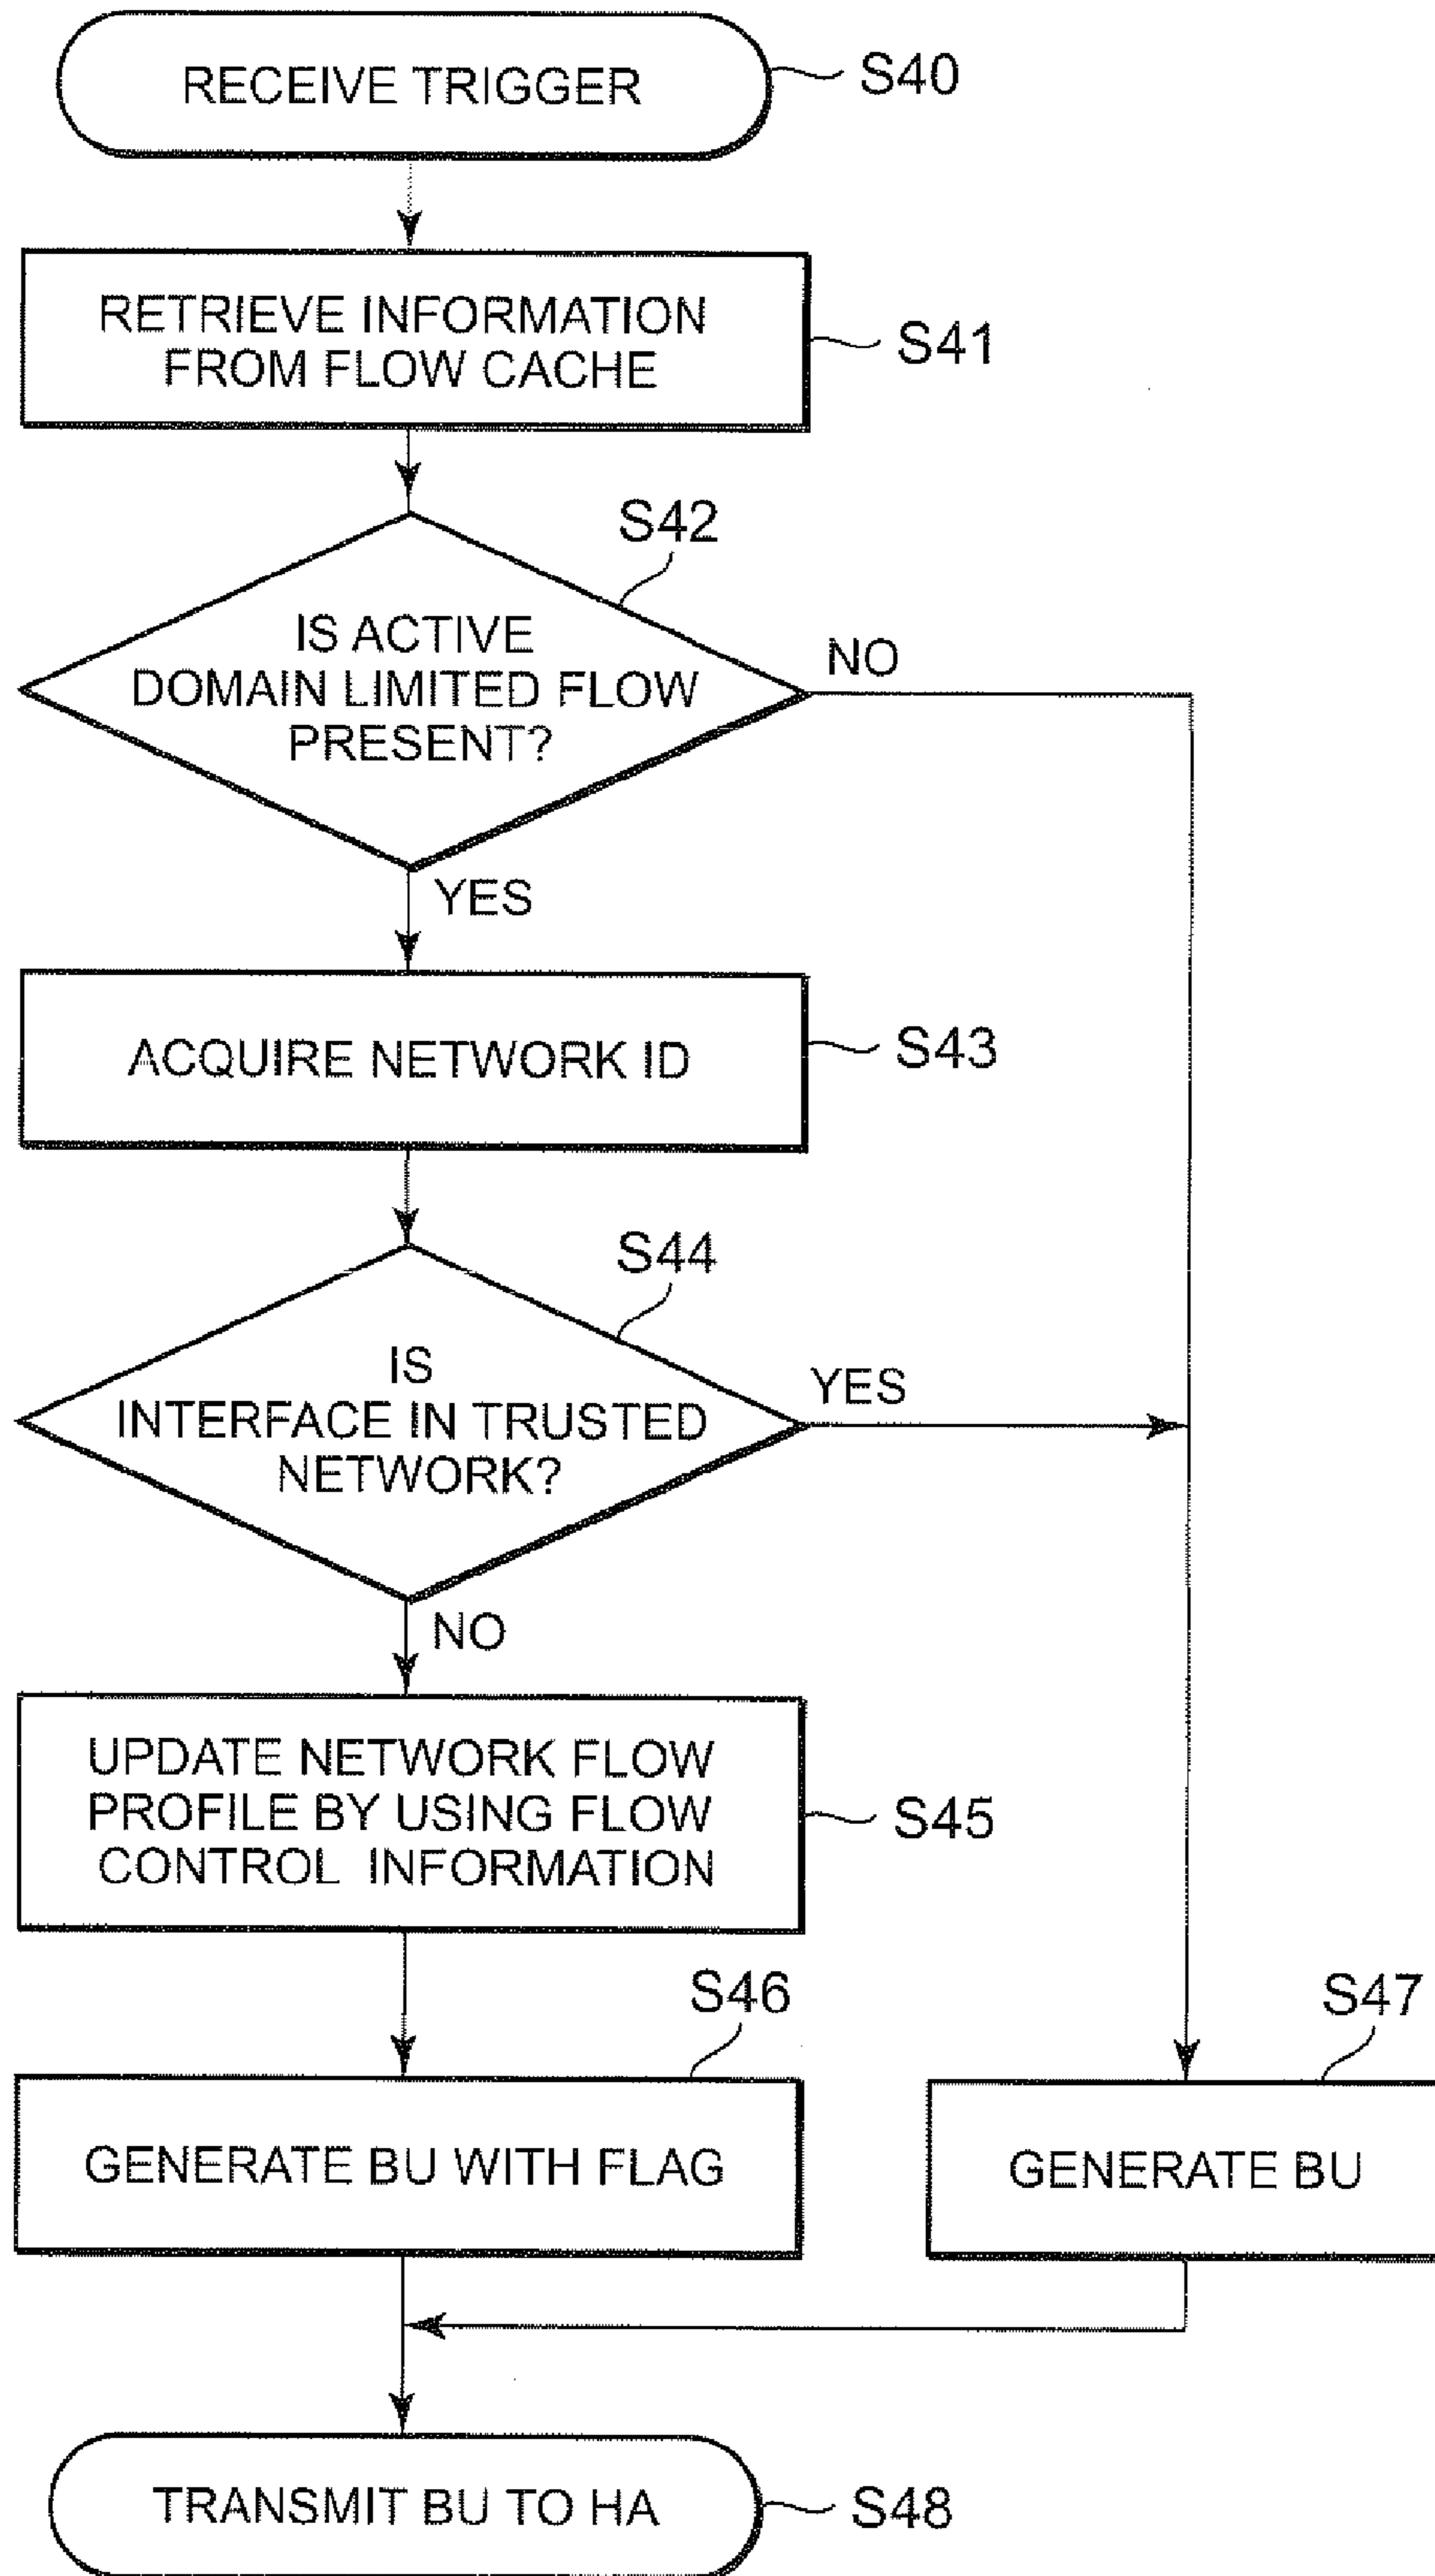 RECEIVE TRIGGER
S40
RETRIEVE INFORMATION
FROM FLOW CACHE
S41
S42
IS ACTIVE
DOMAIN LIMITED FLOW
PRESENT?
NO
YES
ACQUIRE NETWORK ID
S43
S44
IS
INTERFACE IN TRUSTED
NETWORK?
YES
NO
UPDATE NETWORK FLOW
PROFILE BY USING FLOW
CONTROL INFORMATION
S45
S46
GENERATE BU WITH FLAG
S47
GENERATE BU
TRANSMIT BU TO HA
S48